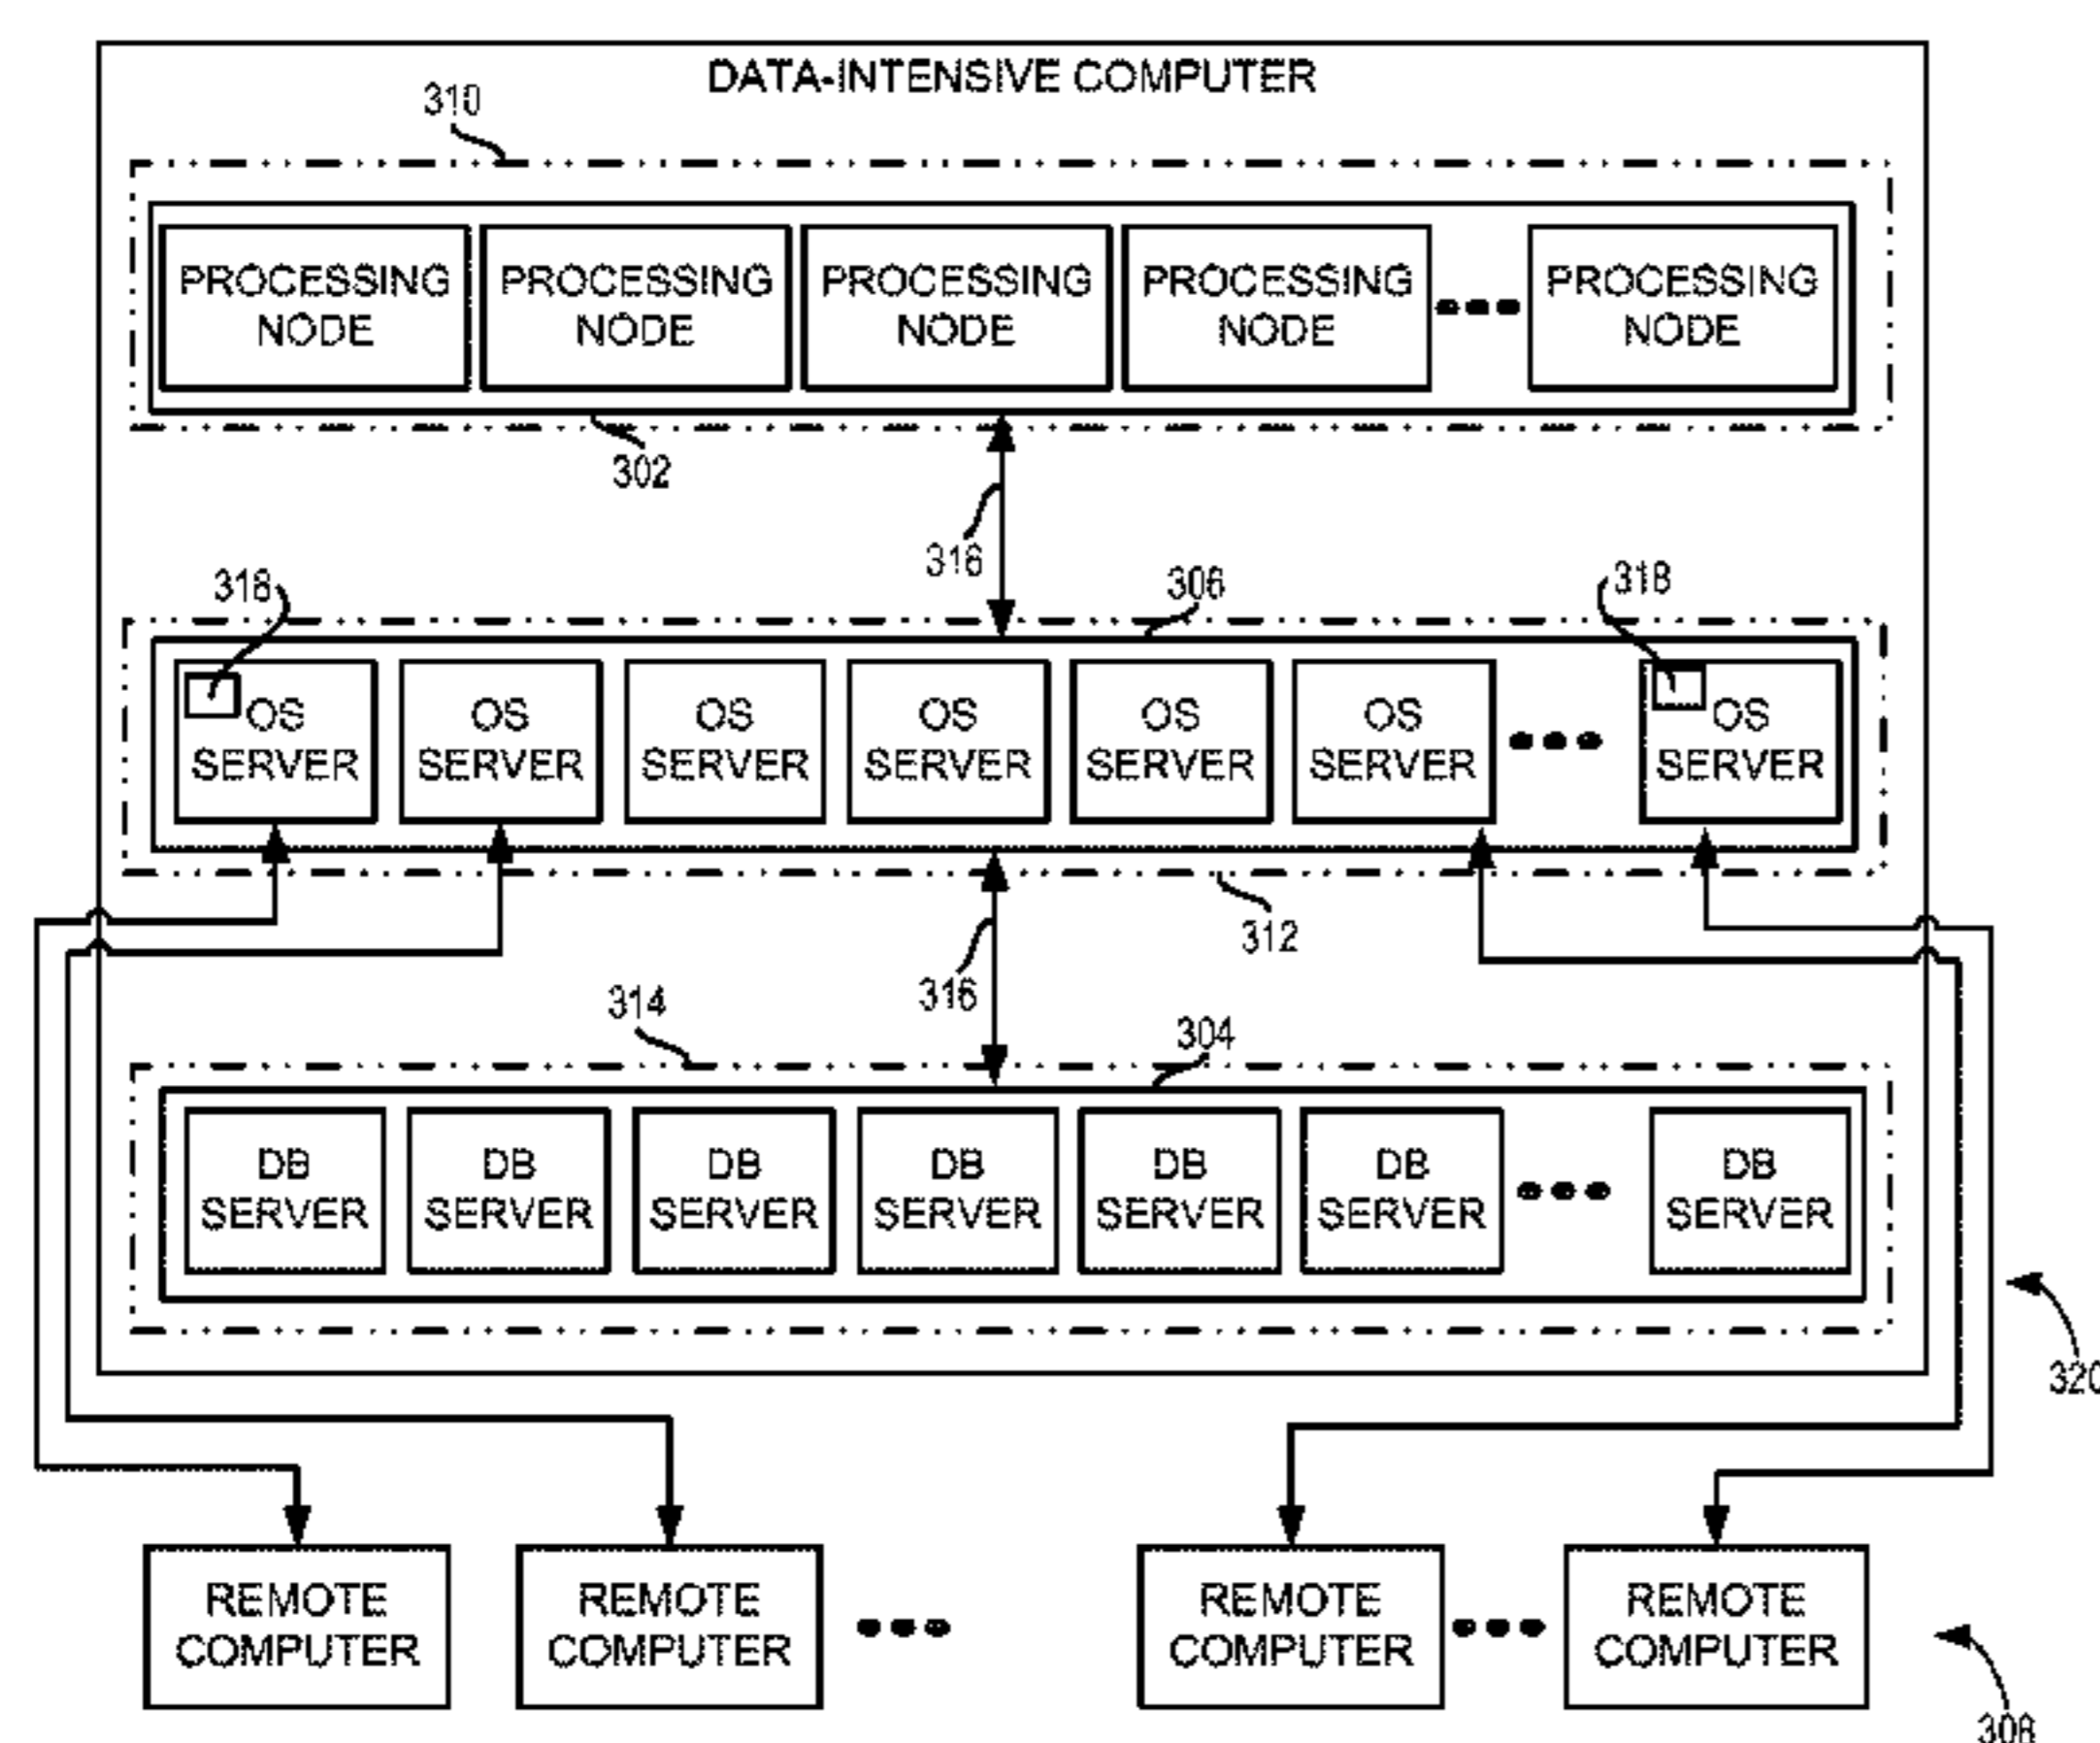 DATA-INTENSIVE COMPUTER
310
PROCESSING NODE
PROCESSING NODE
PROCESSING NODE
PROCESSING NODE
PROCESSING NODE
302
316
318
306
318
OS SERVER
OS SERVER
OS SERVER
OS SERVER
OS SERVER
OS SERVER
OS SERVER
312
316
314
304
DB SERVER
DB SERVER
DB SERVER
DB SERVER
DB SERVER
DB SERVER
DB SERVER
320
REMOTE COMPUTER
REMOTE COMPUTER
REMOTE COMPUTER
REMOTE COMPUTER
308